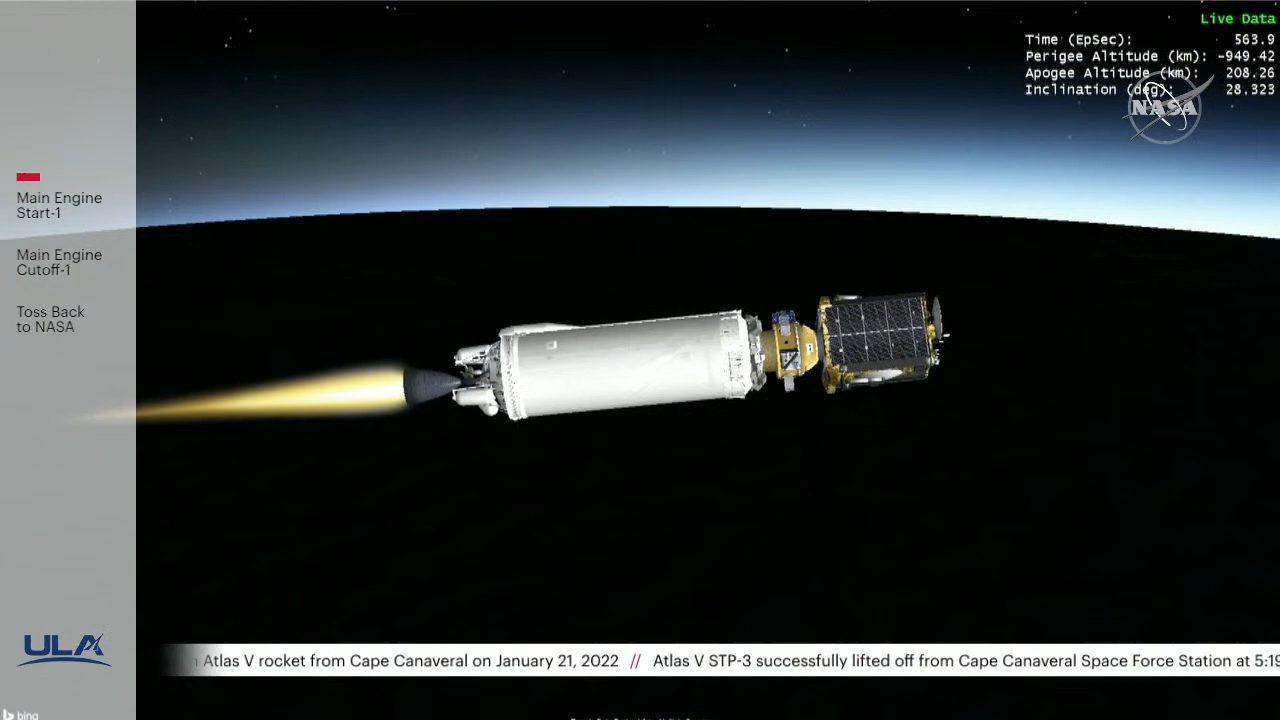 Live Data
Time (EpSec): 563.9
Perigee Altitude (km): -949.42
Apogee Altitude (km): 208.26
Inclination (deg): 28.323
NASA
Main Engine
Start-1
Main Engine
Cutoff-1
Toss Back
to NASA
ULA
Atlas V rocket from Cape Canaveral on January 21, 2022 // Atlas V STP-3 successfully lifted off from Cape Canaveral Space Force Station at 5:19
bing